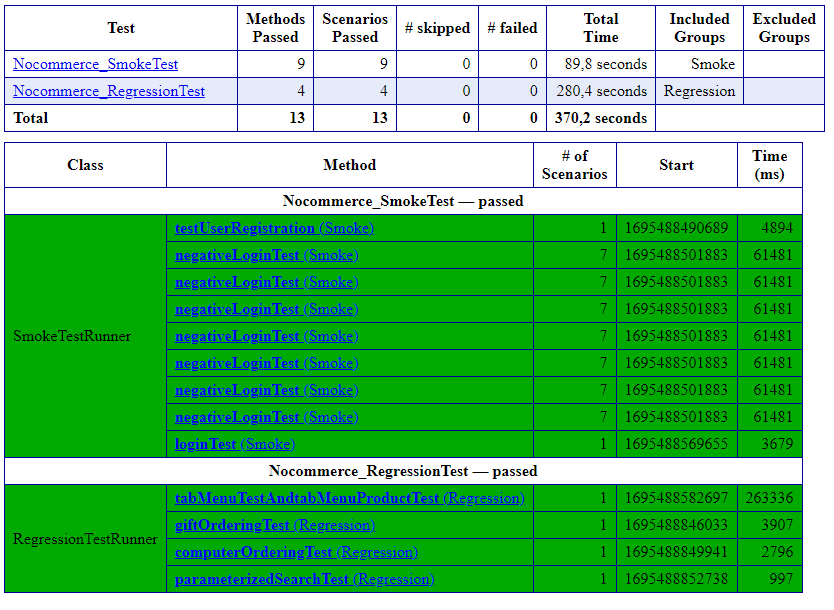 Test Methods Passed Scenarios Passed # skipped # failed Total Time Included Groups Excluded Groups
Nocommerce_SmokeTest 9 9 0 0 89,8 seconds Smoke
Nocommerce_RegressionTest 4 4 0 0 280,4 seconds Regression
Total 13 13 0 0 370,2 seconds
Class Method # of Scenarios Start Time (ms)
Nocommerce_SmokeTest — passed
SmokeTestRunner
testUserRegistration (Smoke) 1 1695488490689 4894
negativeLoginTest (Smoke) 7 1695488501883 61481
negativeLoginTest (Smoke) 7 1695488501883 61481
negativeLoginTest (Smoke) 7 1695488501883 61481
negativeLoginTest (Smoke) 7 1695488501883 61481
negativeLoginTest (Smoke) 7 1695488501883 61481
negativeLoginTest (Smoke) 7 1695488501883 61481
negativeLoginTest (Smoke) 7 1695488501883 61481
loginTest (Smoke) 1 1695488569655 3679
Nocommerce_RegressionTest — passed
RegressionTestRunner
tabMenuTestAndtabMenuProductTest (Regression) 1 1695488582697 263336
giftOrderingTest (Regression) 1 1695488846033 3907
computerOrderingTest (Regression) 1 1695488849941 2796
parameterizedSearchTest (Regression) 1 1695488852738 997